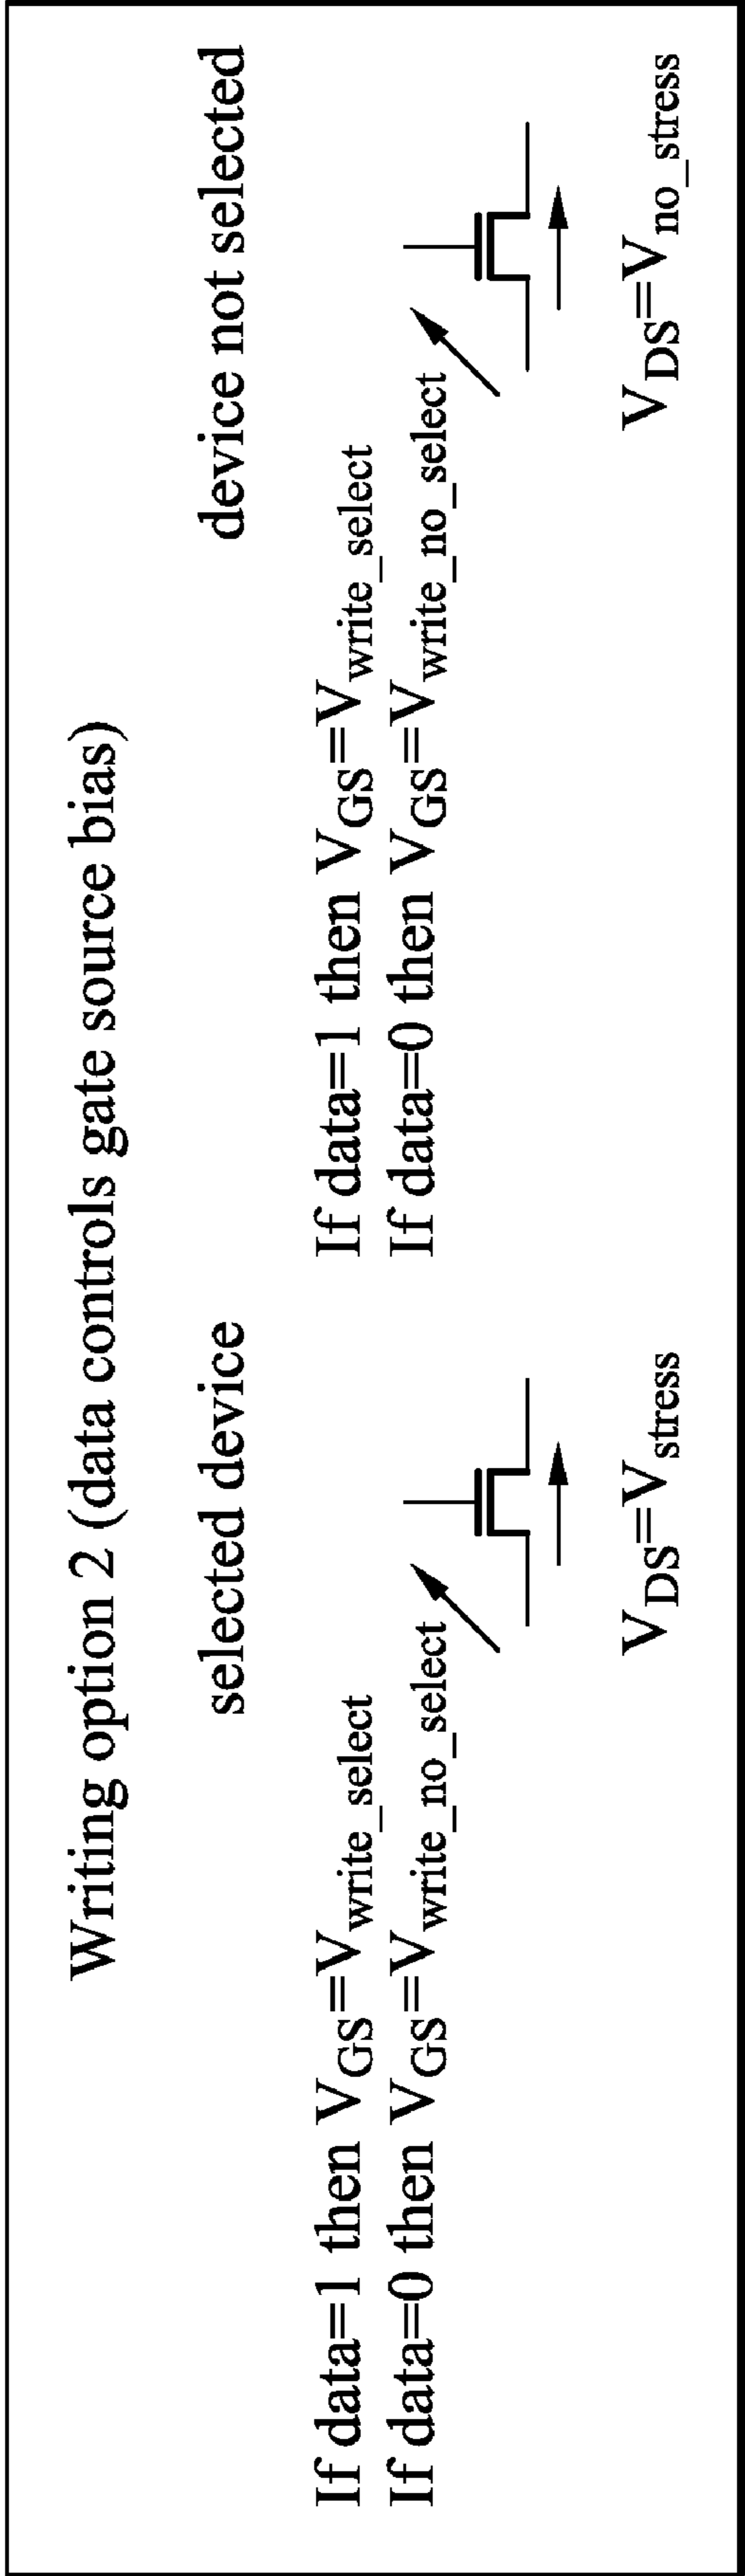 Writing option 2 (data controls gate source bias)
selected device
If data=1 then VGS=Vwrite_select
If data=0 then VGS=Vwrite_no_select
VDS=Vstress
device not selected
If data=1 then VGS=Vwrite_select
If data=0 then VGS=Vwrite_no_select
VDS=Vno_stress